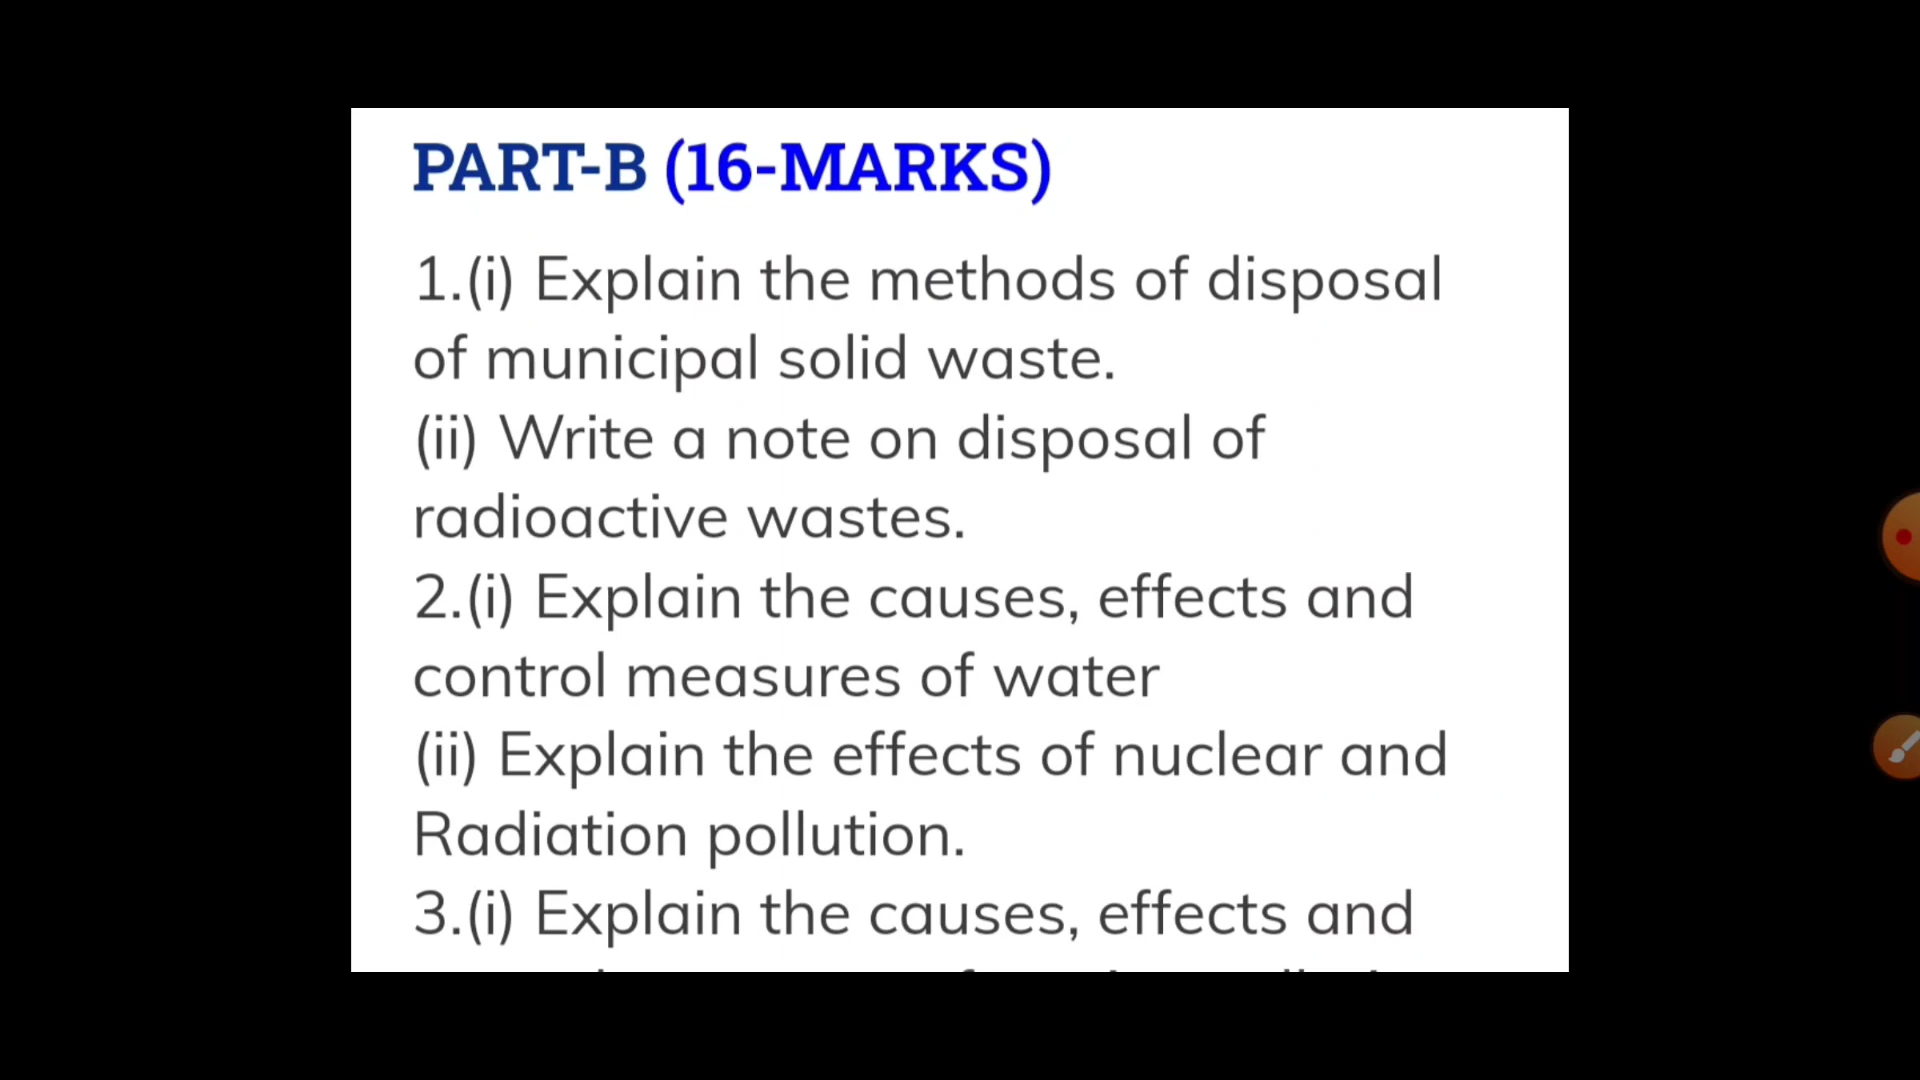 PART-B (16-MARKS)
1.(i) Explain the methods of disposal
of municipal solid waste.
(ii) Write a note on disposal of
radioactive wastes.
2.(i) Explain the causes, effects and
control measures of water
(ii) Explain the effects of nuclear and
Radiation pollution.
3.(i) Explain the causes, effects and